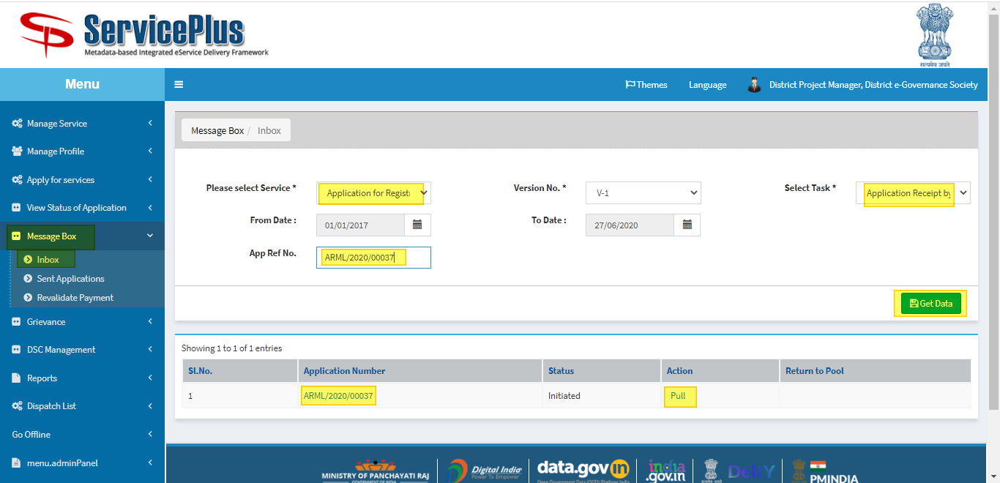 ServicePlus
Metadata-based Integrated eService Delivery Framework
सत्यमेव जयते
Menu
Themes
Language
District Project Manager, District e-Governance Society
Manage Service
Manage Profile
Apply for services
View Status of Application
Message Box
Inbox
Sent Applications
Revalidate Payment
Grievance
DSC Management
Reports
Dispatch List
Go Offline
menu.adminPanel
Message Box / Inbox
Please select Service *
Application for Regist
Version No. *
V-1
Select Task *
Application Receipt by
From Date :
01/01/2017
To Date :
27/06/2020
App Ref No.
ARML/2020/00037
Get Data
Showing 1 to 1 of 1 entries
Sl.No. Application Number Status Action Return to Pool
1 ARML/2020/00037 Initiated Pull
MINISTRY OF PANCHAYATI RAJ
GOVERNMENT OF INDIA
Digital India
Power To Empower
data.gov in
Open Government Data (OGD) Platform India
india
.gov.in
DeitY
PMINDIA